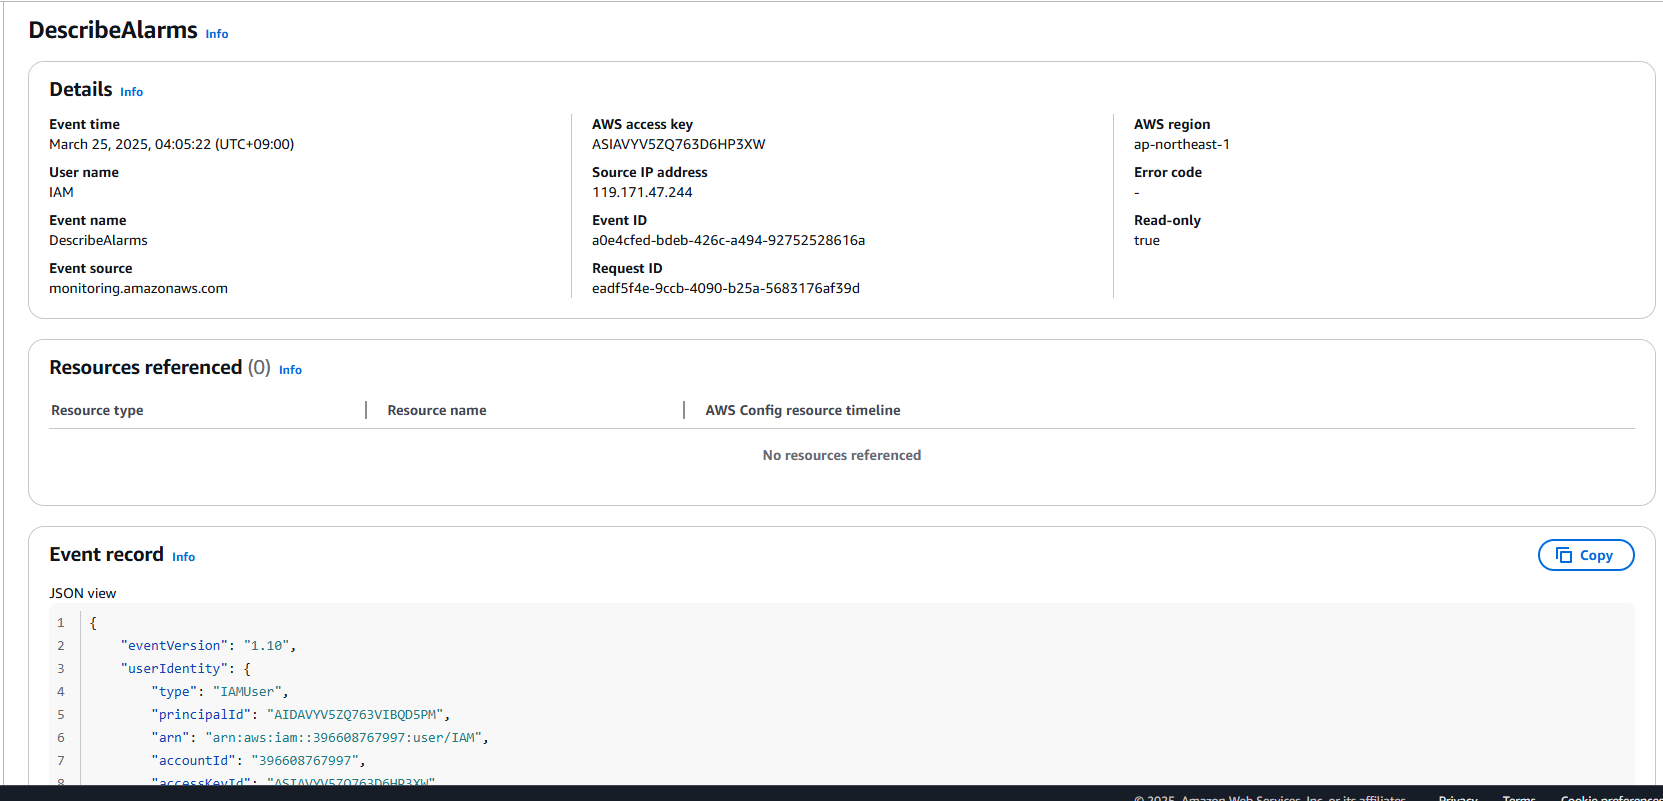 DescribeAlarms Info
Details Info
Event time
March 25, 2025, 04:05:22 (UTC+09:00)
User name
IAM
Event name
DescribeAlarms
Event source
monitoring.amazonaws.com
AWS access key
ASIAVYV5ZQ763D6HP3XW
Source IP address
119.171.47.244
Event ID
a0e4cfed-bdeb-426c-a494-92752528616a
Request ID
eadf5f4e-9ccb-4090-b25a-5683176af39d
AWS region
ap-northeast-1
Error code
-
Read-only
true
Resources referenced (0) Info
Resource type Resource name AWS Config resource timeline
No resources referenced
Event record Info
Copy
JSON view
1 {
2 "eventVersion": "1.10",
3 "userIdentity": {
4 "type": "IAMUser",
5 "principalId": "AIDAVYV5ZQ763VIBQD5PM",
6 "arn": "arn:aws:iam::396608767997:user/IAM",
7 "accountId": "396608767997",
8 "accessKeyId": "ASIAVYV5ZQ763D6HP3XW",
© 2025, Amazon Web Services, Inc. or its affiliates. Privacy Terms Cookie preferences